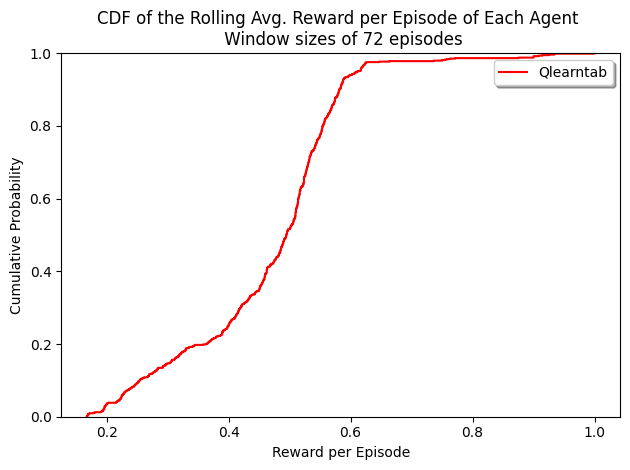 CDF of the Rolling Avg. Reward per Episode of Each Agent
Window sizes of 72 episodes
Qlearntab
Cumulative Probability
1.0
0.8
0.6
0.4
0.2
0.0
0.2 0.4 0.6 0.8 1.0
Reward per Episode